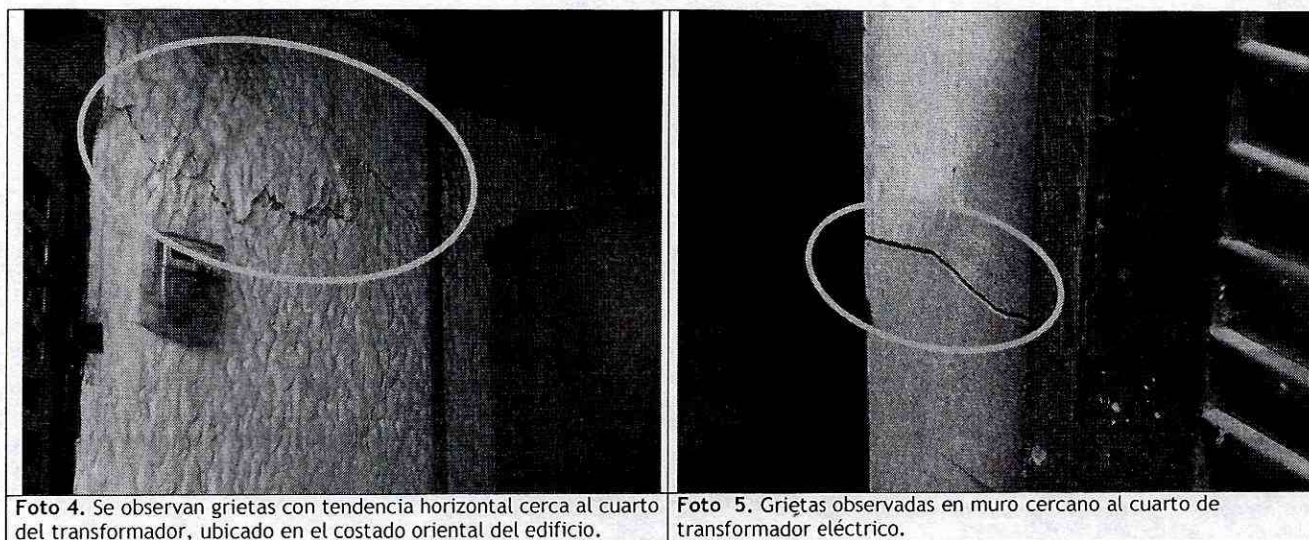 Foto 4. Se observan grietas con tendencia horizontal cerca al cuarto
del transformador, ubicado en el costado oriental del edificio.
Foto 5. Grietas observadas en muro cercano al cuarto de
transformador eléctrico.